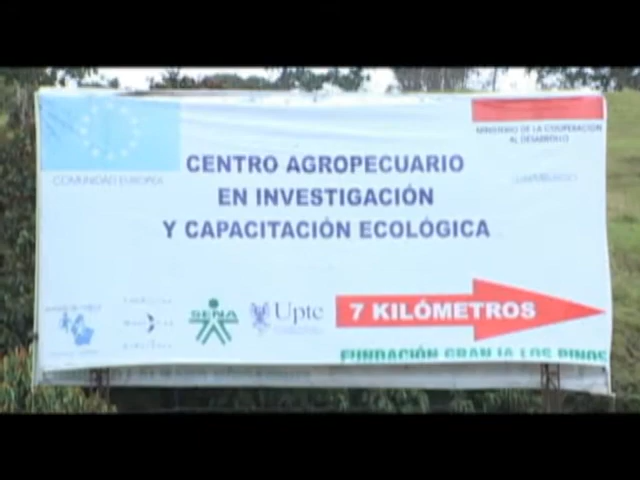 COMUNIDAD EUROPEA
MINISTERIO DE LA COOPERACIÓN
AL DESARROLLO
CENTRO AGROPECUARIO
EN INVESTIGACIÓN
Y CAPACITACIÓN ECOLÓGICA
SENA
Uptc
7 KILÓMETROS
FUNDACIÓN GRANJA LOS PINOS